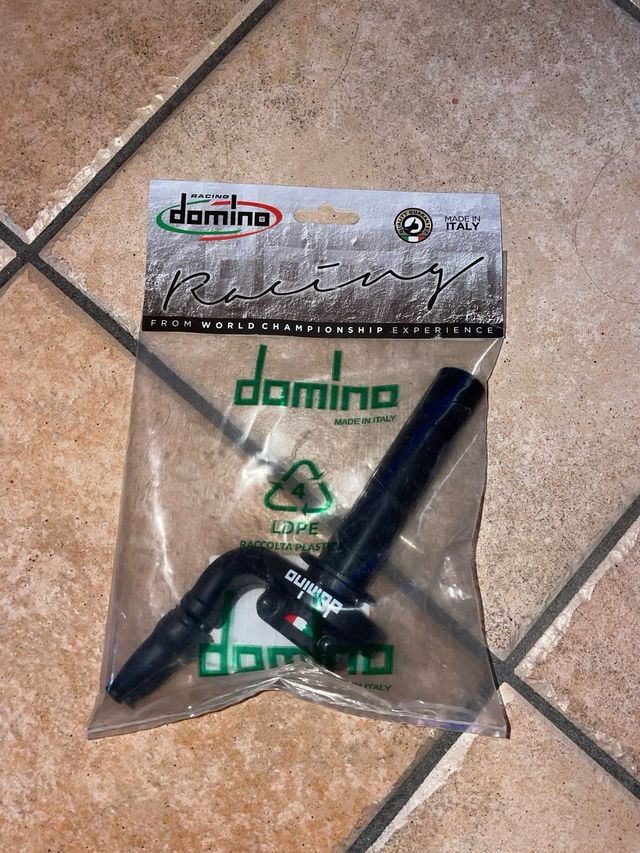 RACING
domino
QUALITY GUARANTEE
MADE IN
ITALY
Racing
FROM WORLD CHAMPIONSHIP EXPERIENCE
domino
MADE IN ITALY
4
LDPE
RACCOLTA PLASTICA
domino
domino
MADE IN ITALY